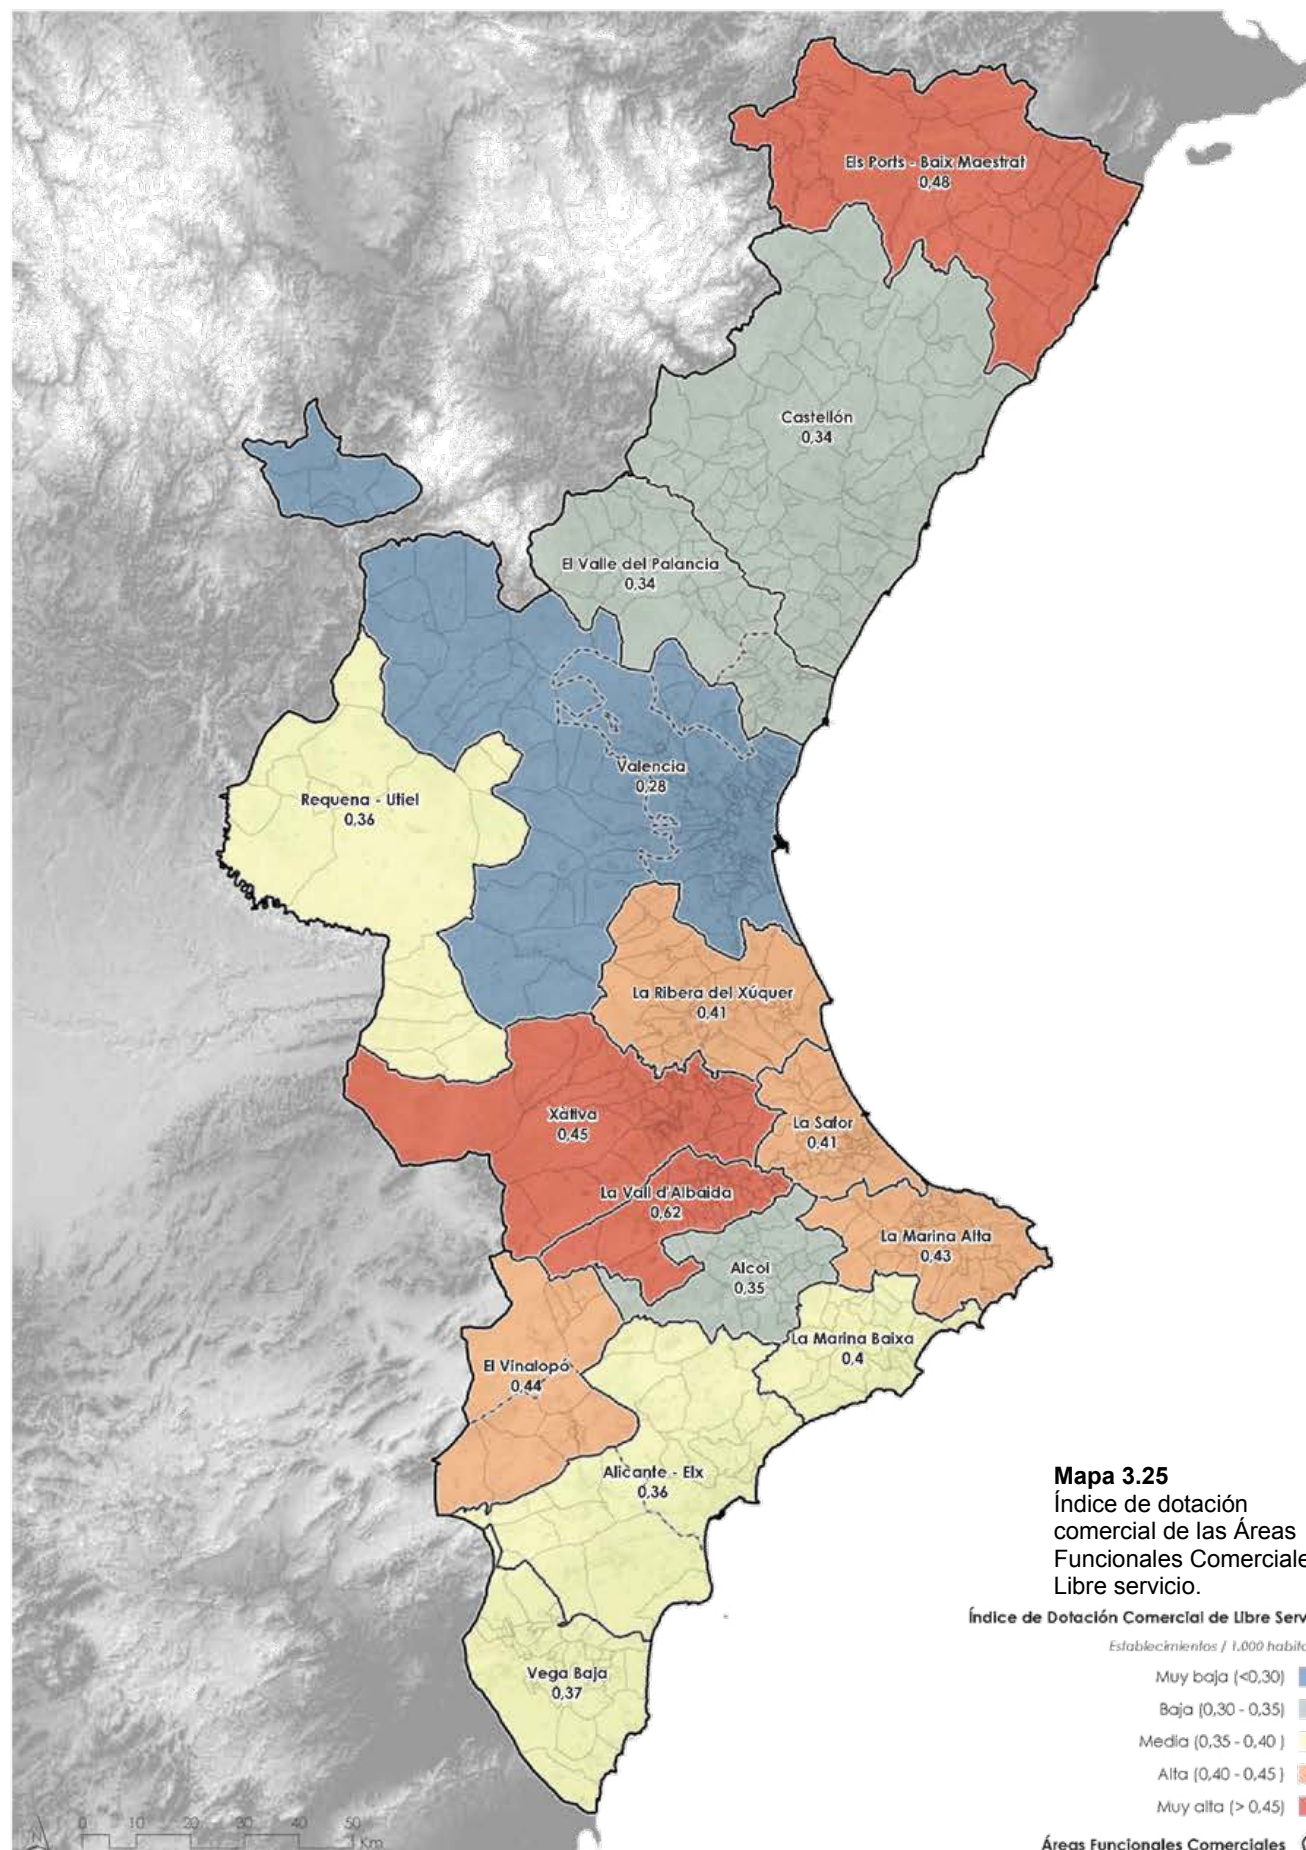 Els Ports - Baix Maestrat
0,48
Castellón
0,34
El Valle del Palancia
0,34
Valencia
0,28
Requena - Utiel
0,36
La Ribera del Xúquer
0,41
Xàtiva
0,45
La Safor
0,41
La Vall d'Albaida
0,62
La Marina Alta
0,43
Alcoi
0,35
La Marina Baixa
0,4
El Vinalopó
0,44
Alicante - Elx
0,36
Vega Baja
0,37
Mapa 3.25
Índice de dotación
comercial de las Áreas
Funcionales Comerciale
Libre servicio.
Índice de Dotación Comercial de Libre Serv
Establecimientos / 1.000 habita
Muy baja (<0,30)
Baja (0,30 - 0,35)
Media (0,35 - 0,40 )
Alta (0,40 - 0,45 )
Muy alta (> 0,45)
Áreas Funcionales Comerciales
N
0 10 20 30 40 50
Km